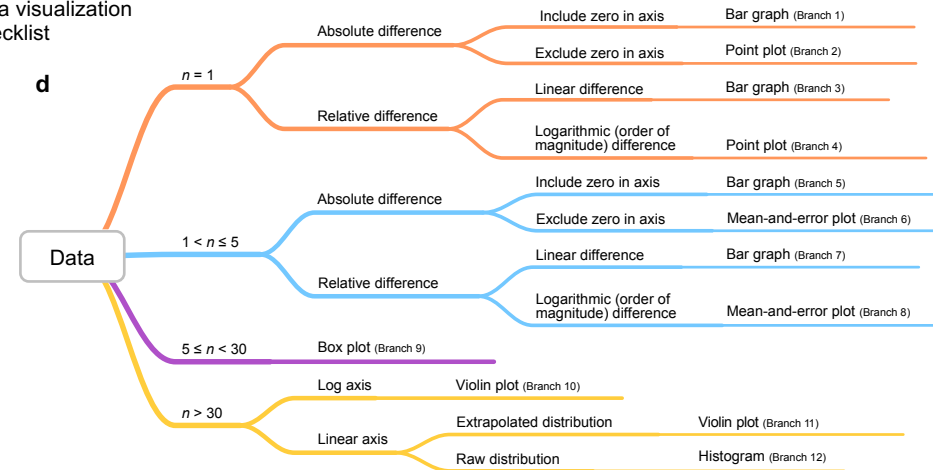 a visualization
ecklist
d
Data
n = 1
Absolute difference
Include zero in axis
Bar graph (Branch 1)
Exclude zero in axis
Point plot (Branch 2)
Relative difference
Linear difference
Bar graph (Branch 3)
Logarithmic (order of
magnitude) difference
Point plot (Branch 4)
1 < n ≤ 5
Absolute difference
Include zero in axis
Bar graph (Branch 5)
Exclude zero in axis
Mean-and-error plot (Branch 6)
Relative difference
Linear difference
Bar graph (Branch 7)
Logarithmic (order of
magnitude) difference
Mean-and-error plot (Branch 8)
5 ≤ n < 30
Box plot (Branch 9)
n > 30
Log axis
Violin plot (Branch 10)
Linear axis
Extrapolated distribution
Violin plot (Branch 11)
Raw distribution
Histogram (Branch 12)